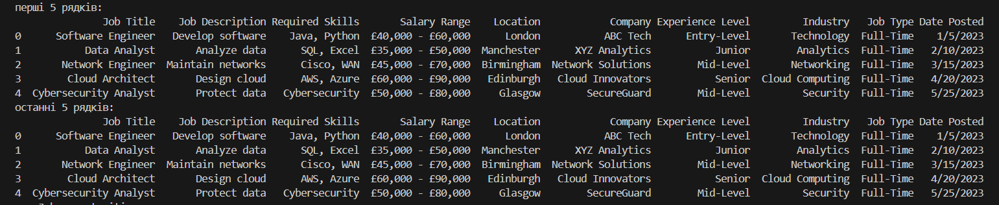 перші 5 рядків:
Job Title Job Description Required Skills Salary Range Location Company Experience Level Industry Job Type Date Posted
0 Software Engineer Develop software Java, Python £40,000 - £60,000 London ABC Tech Entry-Level Technology Full-Time 1/5/2023
1 Data Analyst Analyze data SQL, Excel £35,000 - £50,000 Manchester XYZ Analytics Junior Analytics Full-Time 2/10/2023
2 Network Engineer Maintain networks Cisco, WAN £45,000 - £70,000 Birmingham Network Solutions Mid-Level Networking Full-Time 3/15/2023
3 Cloud Architect Design cloud AWS, Azure £60,000 - £90,000 Edinburgh Cloud Innovators Senior Cloud Computing Full-Time 4/20/2023
4 Cybersecurity Analyst Protect data Cybersecurity £50,000 - £80,000 Glasgow SecureGuard Mid-Level Security Full-Time 5/25/2023
останні 5 рядків:
Job Title Job Description Required Skills Salary Range Location Company Experience Level Industry Job Type Date Posted
0 Software Engineer Develop software Java, Python £40,000 - £60,000 London ABC Tech Entry-Level Technology Full-Time 1/5/2023
1 Data Analyst Analyze data SQL, Excel £35,000 - £50,000 Manchester XYZ Analytics Junior Analytics Full-Time 2/10/2023
2 Network Engineer Maintain networks Cisco, WAN £45,000 - £70,000 Birmingham Network Solutions Mid-Level Networking Full-Time 3/15/2023
3 Cloud Architect Design cloud AWS, Azure £60,000 - £90,000 Edinburgh Cloud Innovators Senior Cloud Computing Full-Time 4/20/2023
4 Cybersecurity Analyst Protect data Cybersecurity £50,000 - £80,000 Glasgow SecureGuard Mid-Level Security Full-Time 5/25/2023